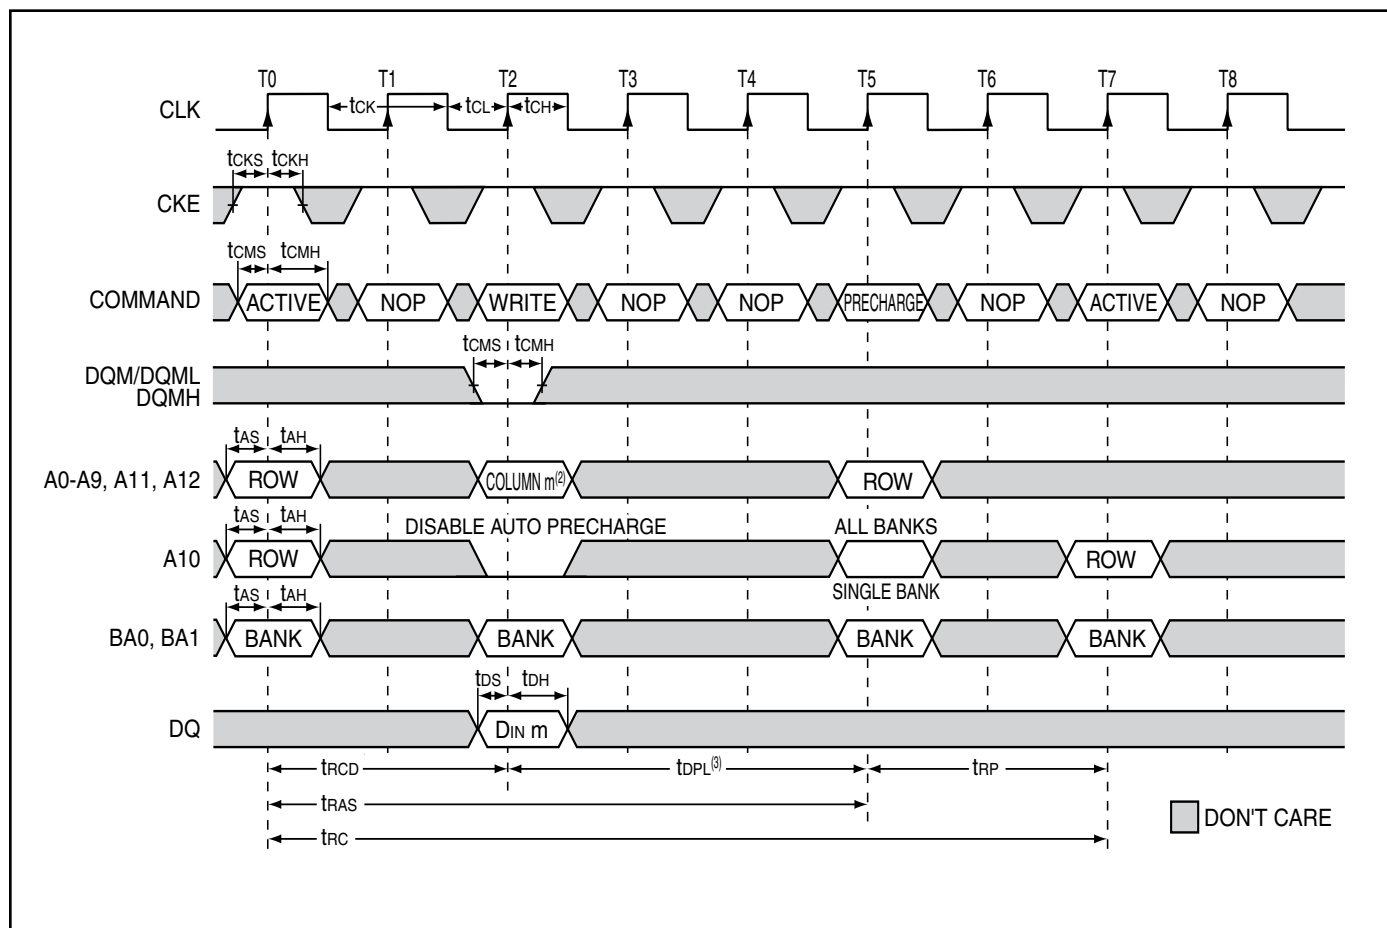 T0 T1 T2 T3 T4 T5 T6 T7 T8
CLK tCK tCL tCH
tCKS tCKH
CKE
tCMS tCMH
COMMAND ACTIVE NOP WRITE NOP NOP PRECHARGE NOP ACTIVE NOP
tCMS tCMH
DQM/DQML
DQMH
tAS tAH
A0-A9, A11, A12 ROW COLUMN m(2) ROW
tAS tAH DISABLE AUTO PRECHARGE ALL BANKS
A10 ROW ROW
tAS tAH SINGLE BANK
BA0, BA1 BANK BANK BANK BANK
tDS tDH
DQ DIN m
tRCD tDPL(3) tRP
tRAS
DON'T CARE
tRC